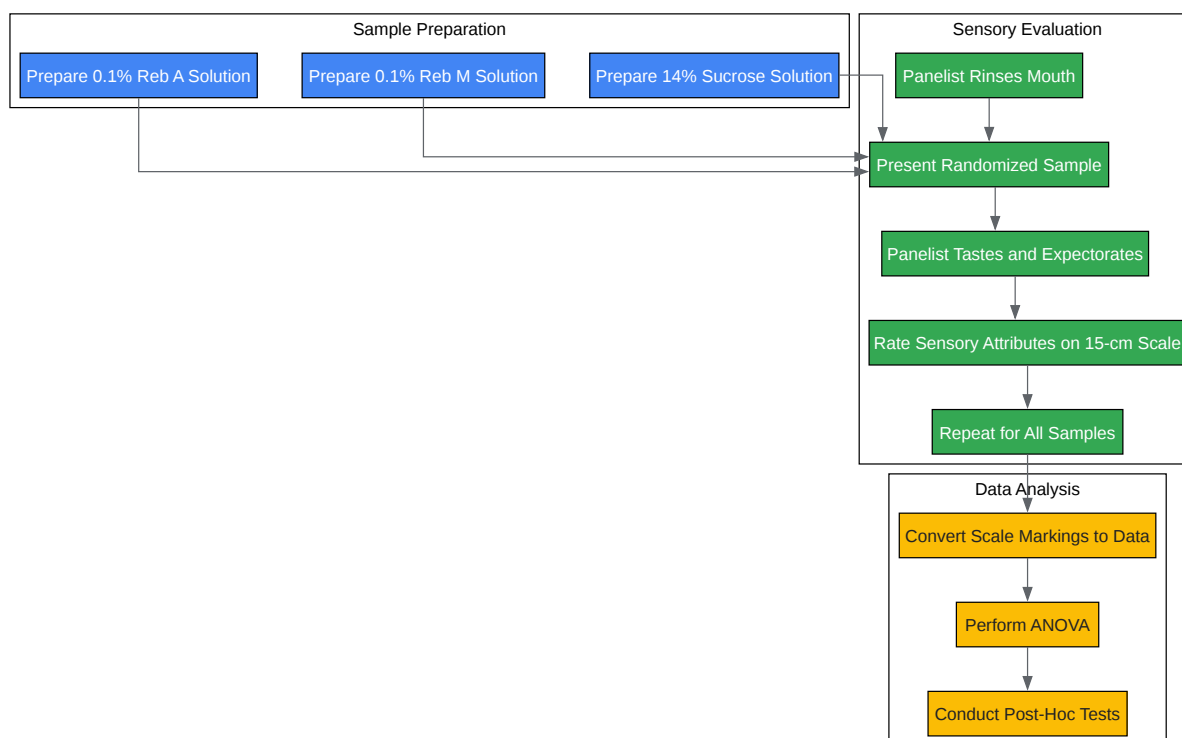 Sample Preparation
Prepare 0.1% Reb A Solution
Prepare 0.1% Reb M Solution
Prepare 14% Sucrose Solution
Sensory Evaluation
Panelist Rinses Mouth
Present Randomized Sample
Panelist Tastes and Expectorates
Rate Sensory Attributes on 15-cm Scale
Repeat for All Samples
Data Analysis
Convert Scale Markings to Data
Perform ANOVA
Conduct Post-Hoc Tests